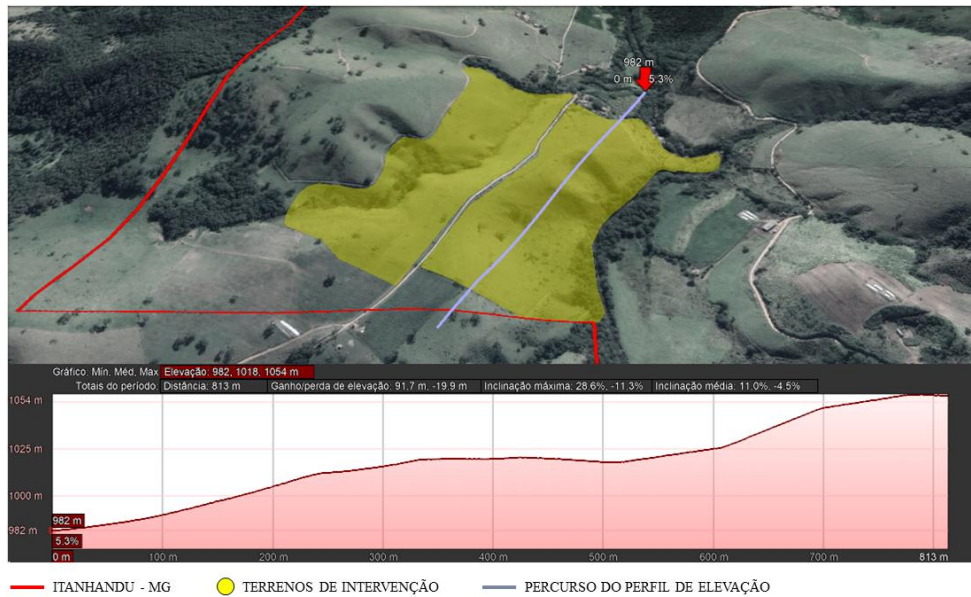 982 m
0 m 5.3%
Gráfico: Mín, Méd, Max Elevação: 982, 1018, 1054 m
Totais do período: Distância: 813 m Ganho/perda de elevação: 91.7 m, -19.9 m Inclinação máxima: 28.6%, -11.3% Inclinação média: 11.0%, -4.5%
1054 m
1025 m
1000 m
982 m
982 m
5.3%
0 m 100 m 200 m 300 m 400 m 500 m 600 m 700 m 813 m
ITANHANDU - MG TERRENOS DE INTERVENÇÃO PERCURSO DO PERFIL DE ELEVAÇÃO